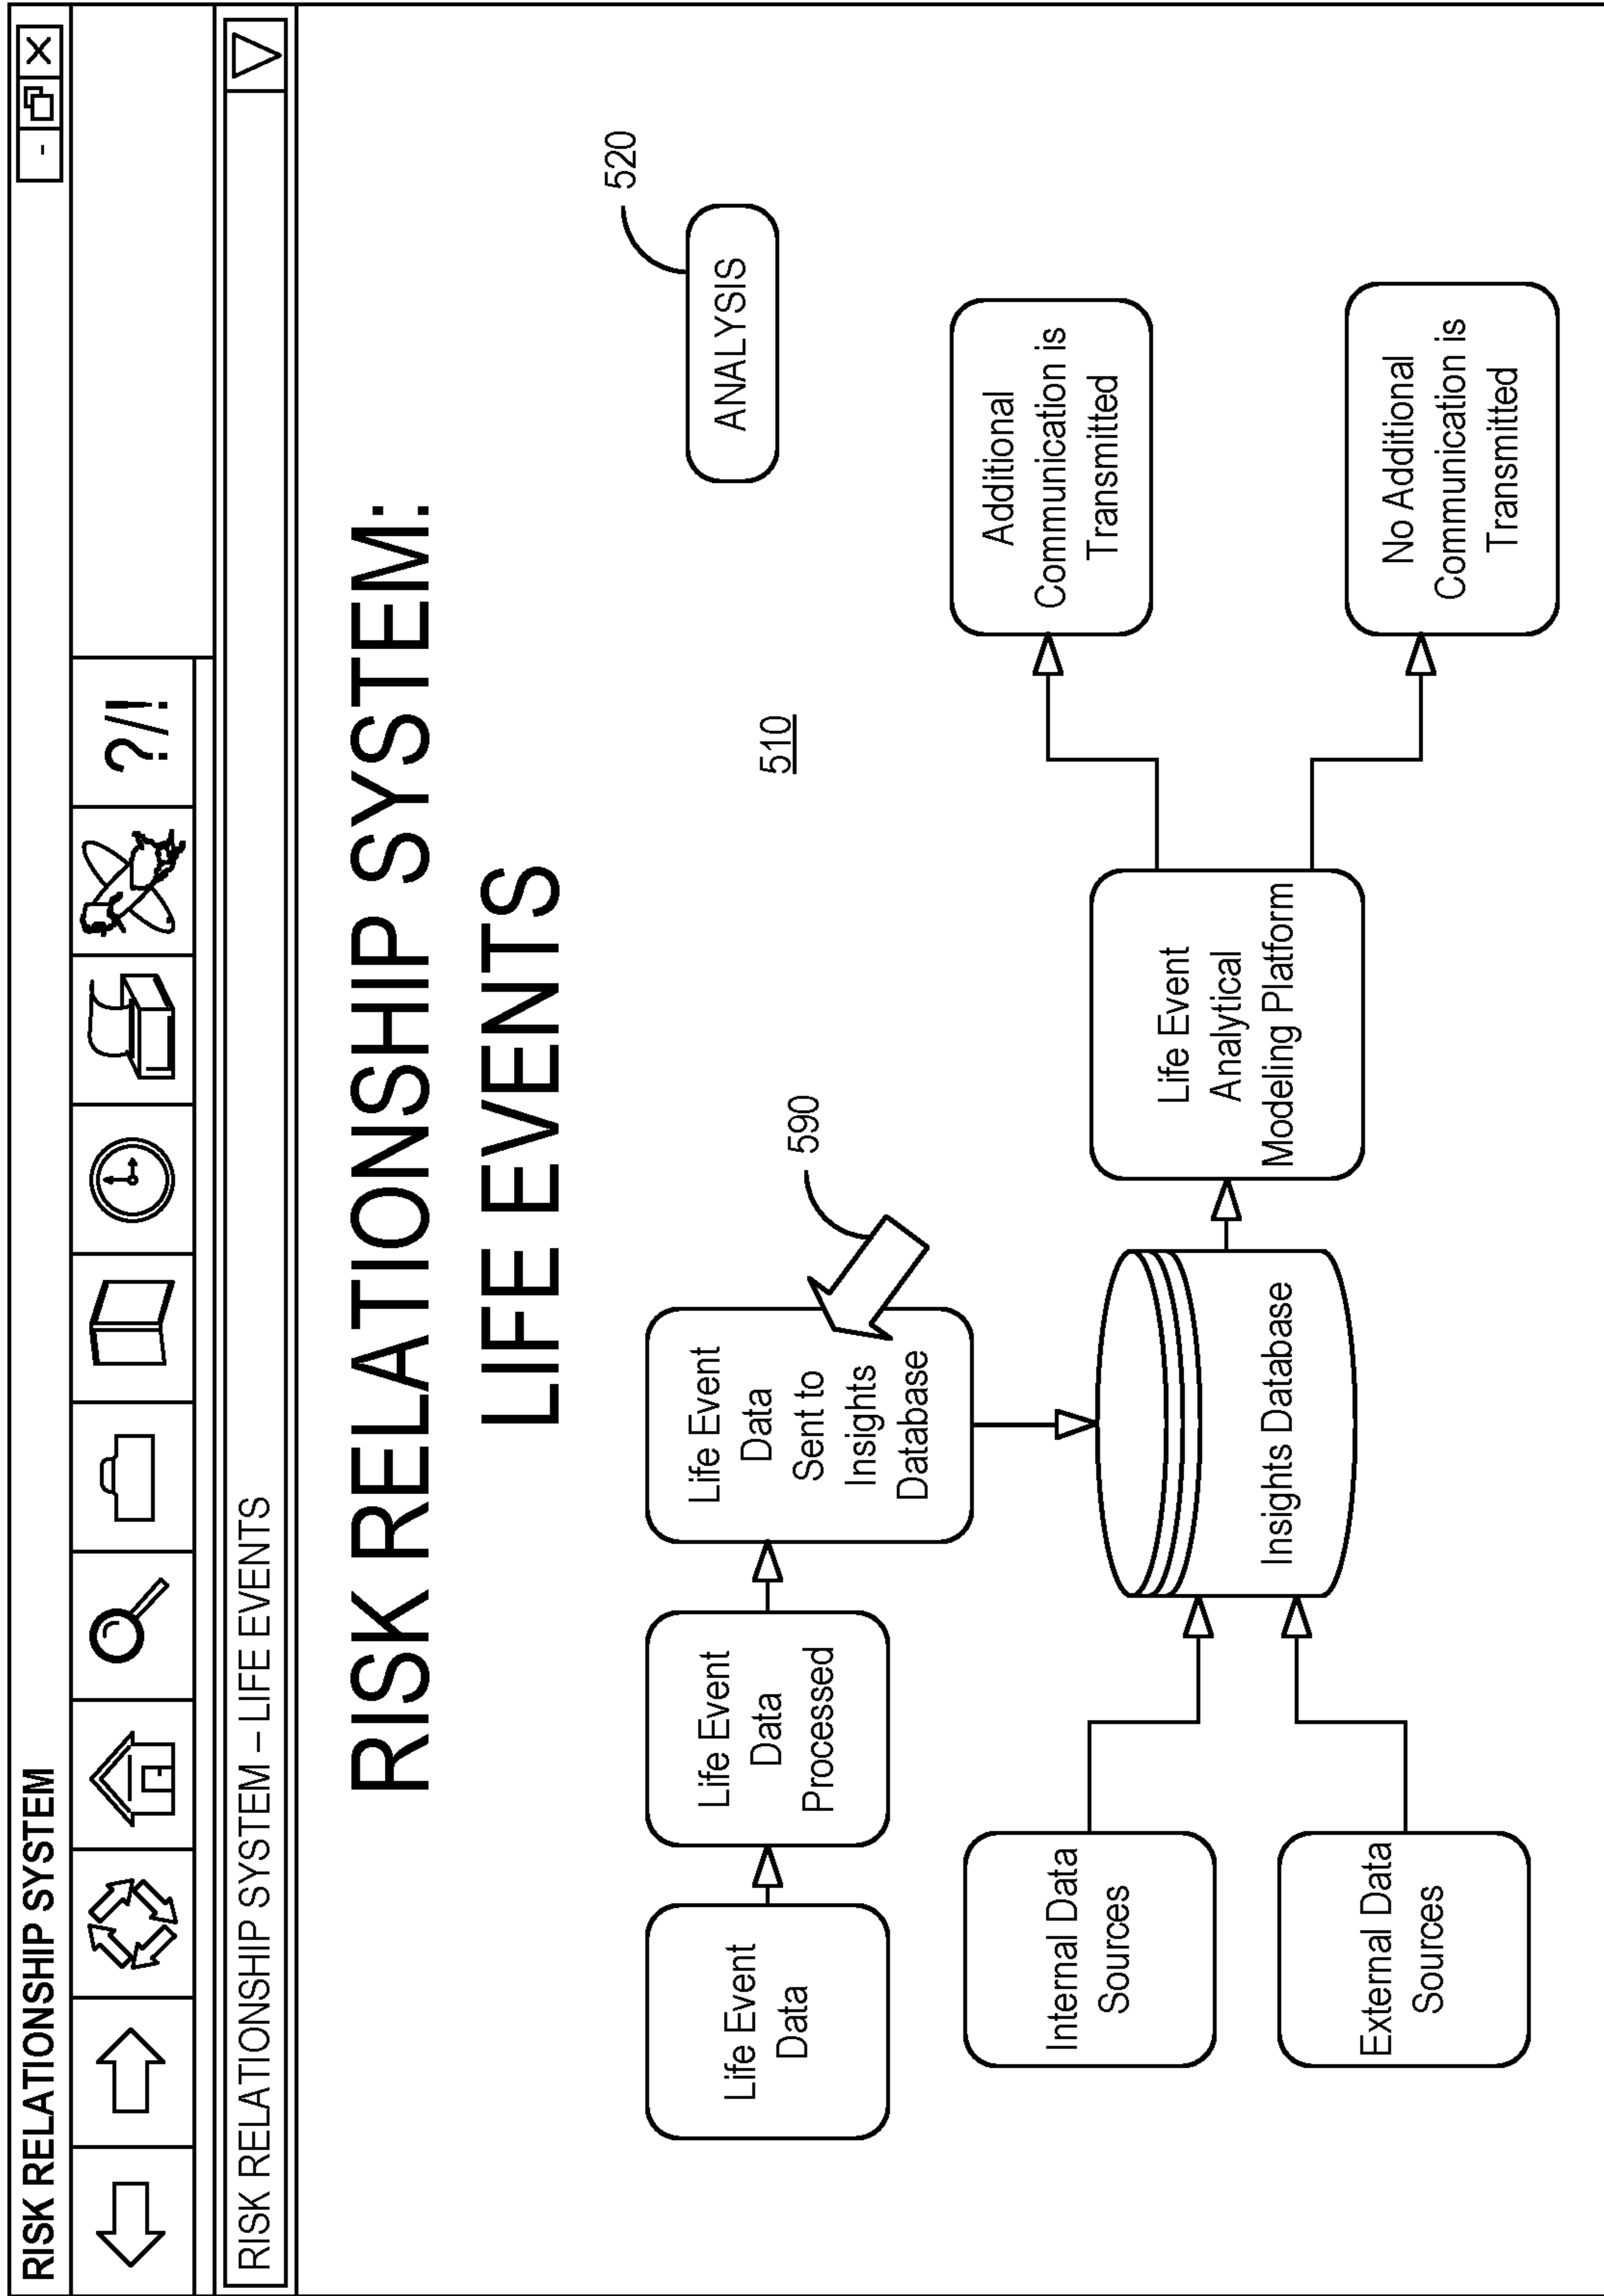 RISK RELATIONSHIP SYSTEM
- X
?/!
RISK RELATIONSHIP SYSTEM – LIFE EVENTS
RISK RELATIONSHIP SYSTEM:
LIFE EVENTS
520
ANALYSIS
510
590
Life Event
Data
Life Event
Data
Processed
Life Event
Data
Sent to
Insights
Database
Internal Data
Sources
External Data
Sources
Insights Database
Life Event
Analytical
Modeling Platform
Additional
Communication is
Transmitted
No Additional
Communication is
Transmitted